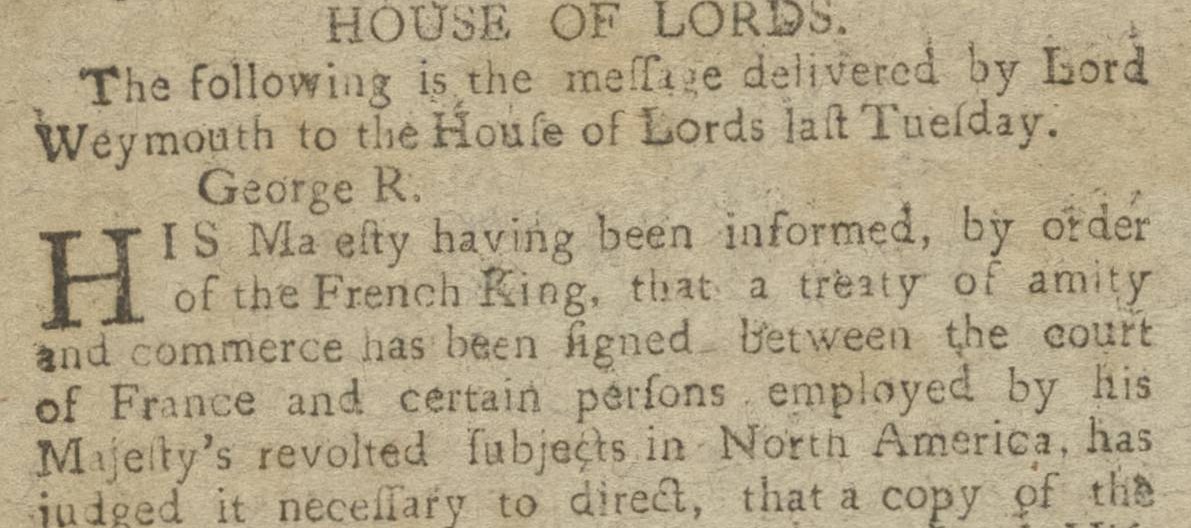 HOUSE OF LORDS.
The following is the meſſage delivered by Lord
Weymouth to the Houſe of Lords laſt Tueſday.
George R.
HIS Ma eſty having been informed, by order
of the French King, that a treaty of amity
and commerce has been ſigned between the court
of France and certain perſons employed by his
Majeſty's revolted ſubjects in North America, has
judged it neceſſary to direct, that a copy of the